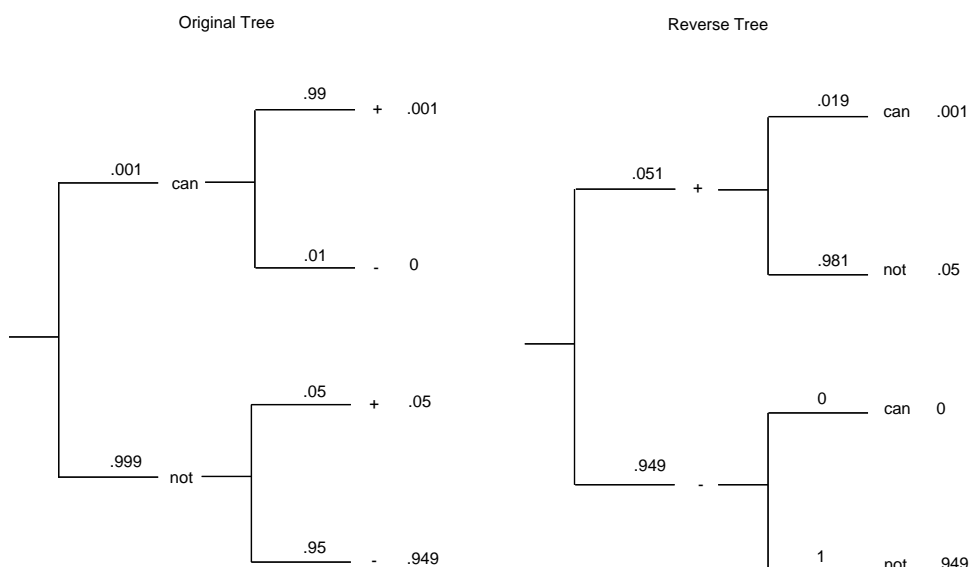 Original Tree
Reverse Tree
.99
+ .001
.001
can
.01
- 0
.05
+ .05
.999
not
.95
- .949
.019
can .001
.051
+
.981
not .05
0
can 0
.949
-
1
not .949